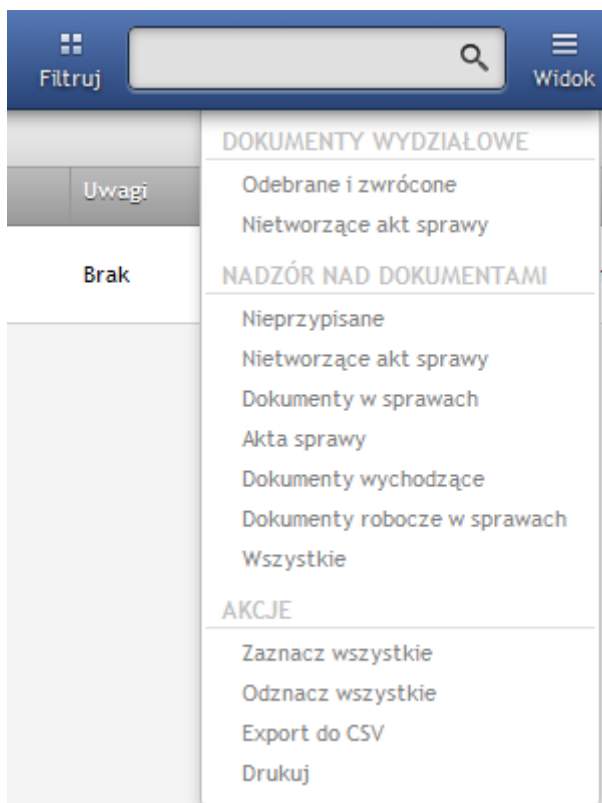 Filtruj
Widok
DOKUMENTY WYDZIAŁOWE
Odebrane i zwrócone
Uwagi
Nietworzące akt sprawy
Brak
NADZÓR NAD DOKUMENTAMI
Nieprzypisane
Nietworzące akt sprawy
Dokumenty w sprawach
Akta sprawy
Dokumenty wychodzące
Dokumenty robocze w sprawach
Wszystkie
AKCJE
Zaznacz wszystkie
Odznacz wszystkie
Export do CSV
Drukuj